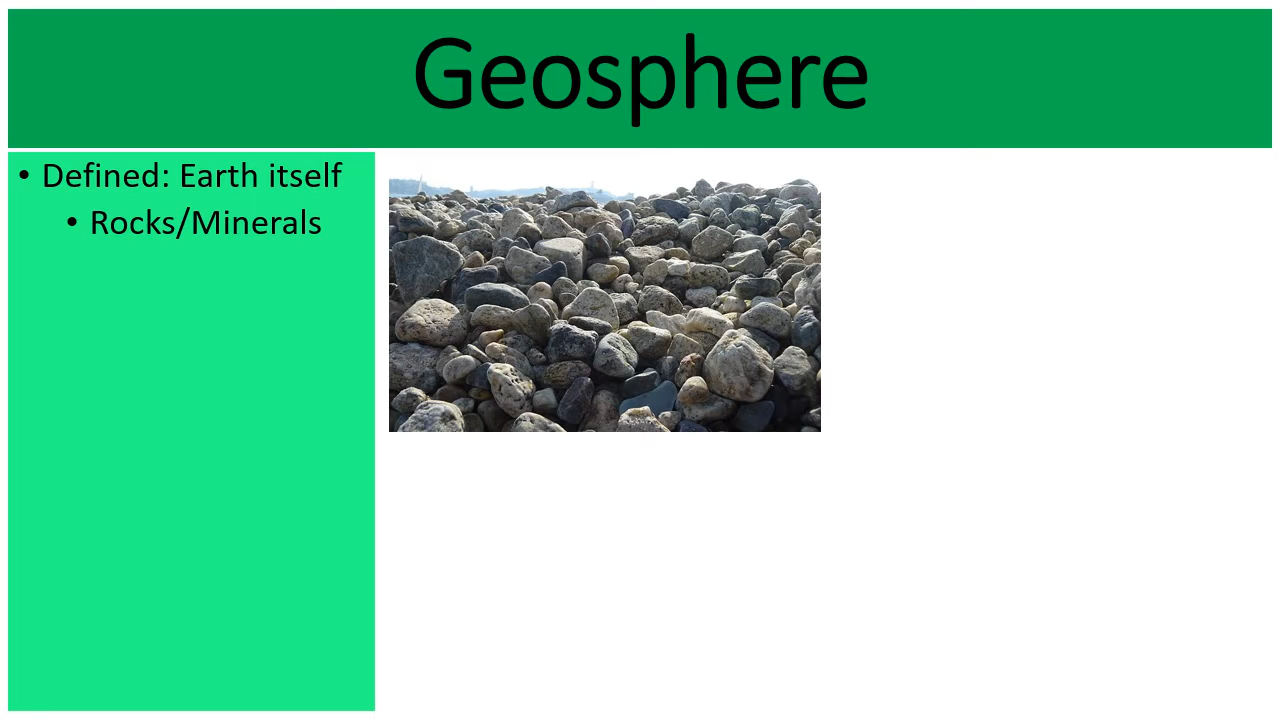 Geosphere
• Defined: Earth itself
• Rocks/Minerals